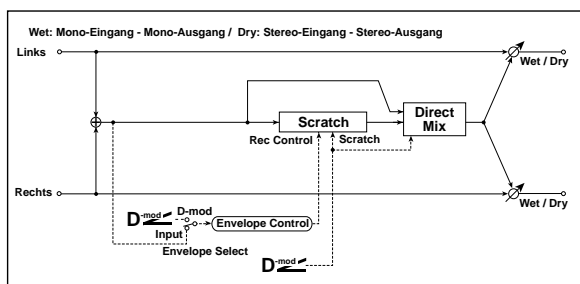 Wet: Mono-Eingang - Mono-Ausgang / Dry: Stereo-Eingang - Stereo-Ausgang
Links
Wet / Dry
Scratch
Direct
Mix
Rec Control
Scratch
Rechts
Wet / Dry
D-mod
D-mod
Input
Envelope Control
Envelope Select
D-mod